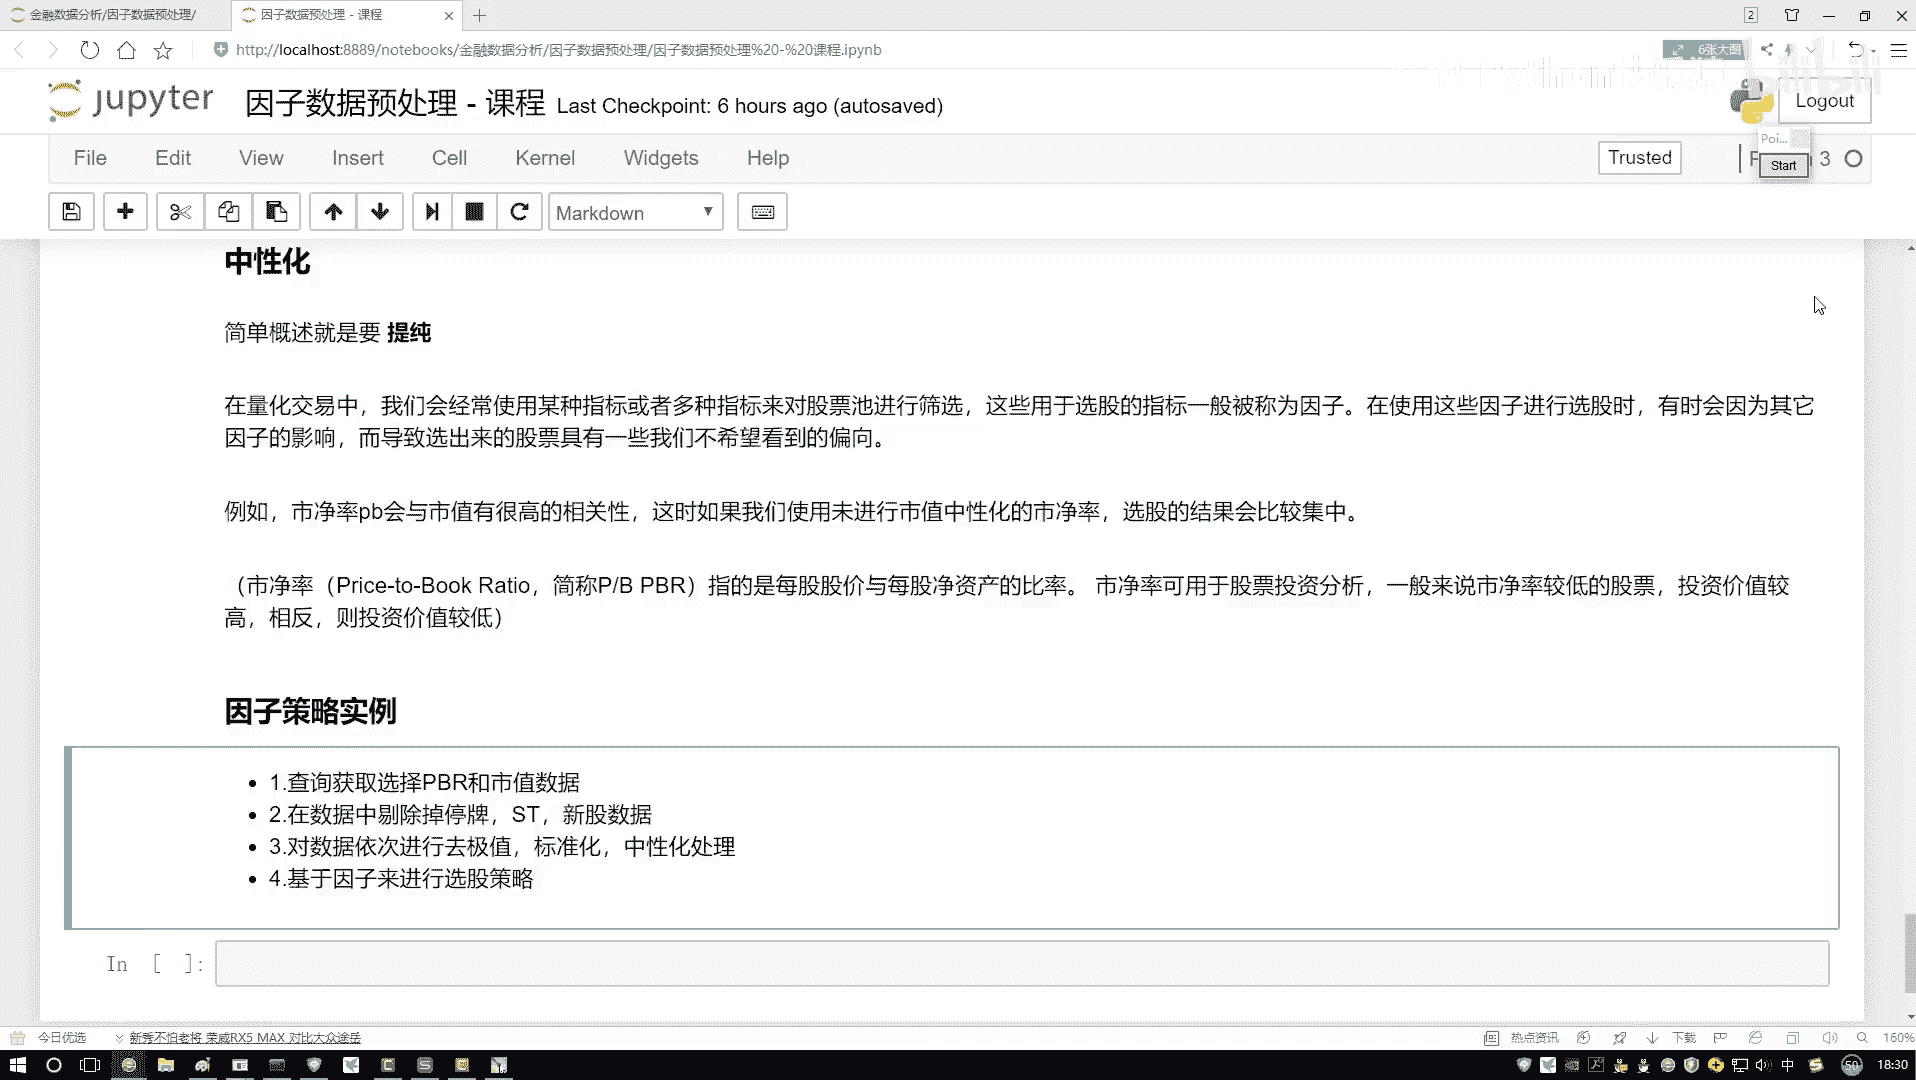 金融数据分析/因子数据预处理/
因子数据预处理 - 课程
2
http://localhost:8889/notebooks/金融数据分析/因子数据预处理/因子数据预处理%20-%20课程.ipynb
6张大图
bilibili
jupyter
因子数据预处理 - 课程 Last Checkpoint: 6 hours ago (autosaved)
Logout
File Edit View Insert Cell Kernel Widgets Help
Trusted
3
Poi...
Start
Markdown
中性化
简单概述就是要 提纯
在量化交易中，我们会经常使用某种指标或者多种指标来对股票池进行筛选，这些用于选股的指标一般被称为因子。在使用这些因子进行选股时，有时会因为其它
因子的影响，而导致选出来的股票具有一些我们不希望看到的偏向。
例如，市净率pb会与市值有很高的相关性，这时如果我们使用未进行市值中性化的市净率，选股的结果会比较集中。
（市净率（Price-to-Book Ratio，简称P/B PBR）指的是每股股价与每股净资产的比率。 市净率可用于股票投资分析，一般来说市净率较低的股票，投资价值较
高，相反，则投资价值较低）
因子策略实例
1.查询获取选择PBR和市值数据
2.在数据中剔除掉停牌，ST，新股数据
3.对数据依次进行去极值，标准化，中性化处理
4.基于因子来进行选股策略
In [ ]:
今日优选
新秀不怕老将 荣威RX5 MAX 对比大众途岳
热点资讯
下载
160%
中
50
18:30